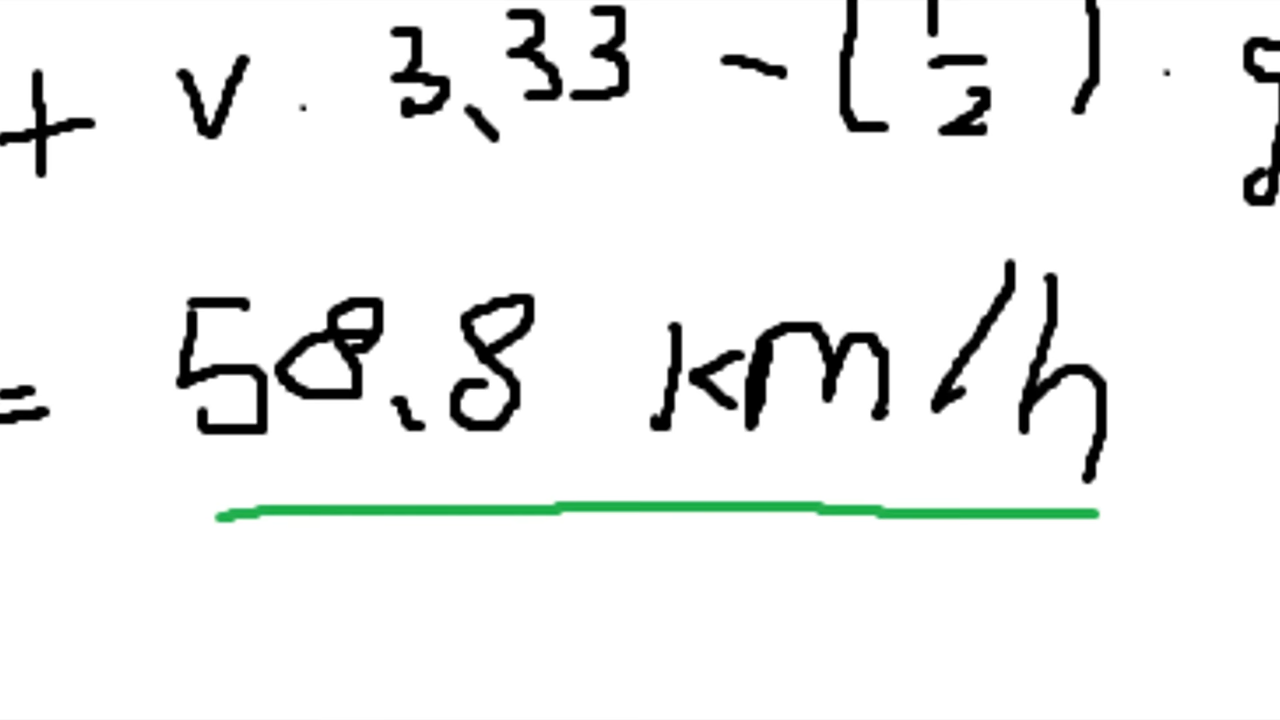 + v · 3,33 - (1/2) · g
= 58.8 km/h